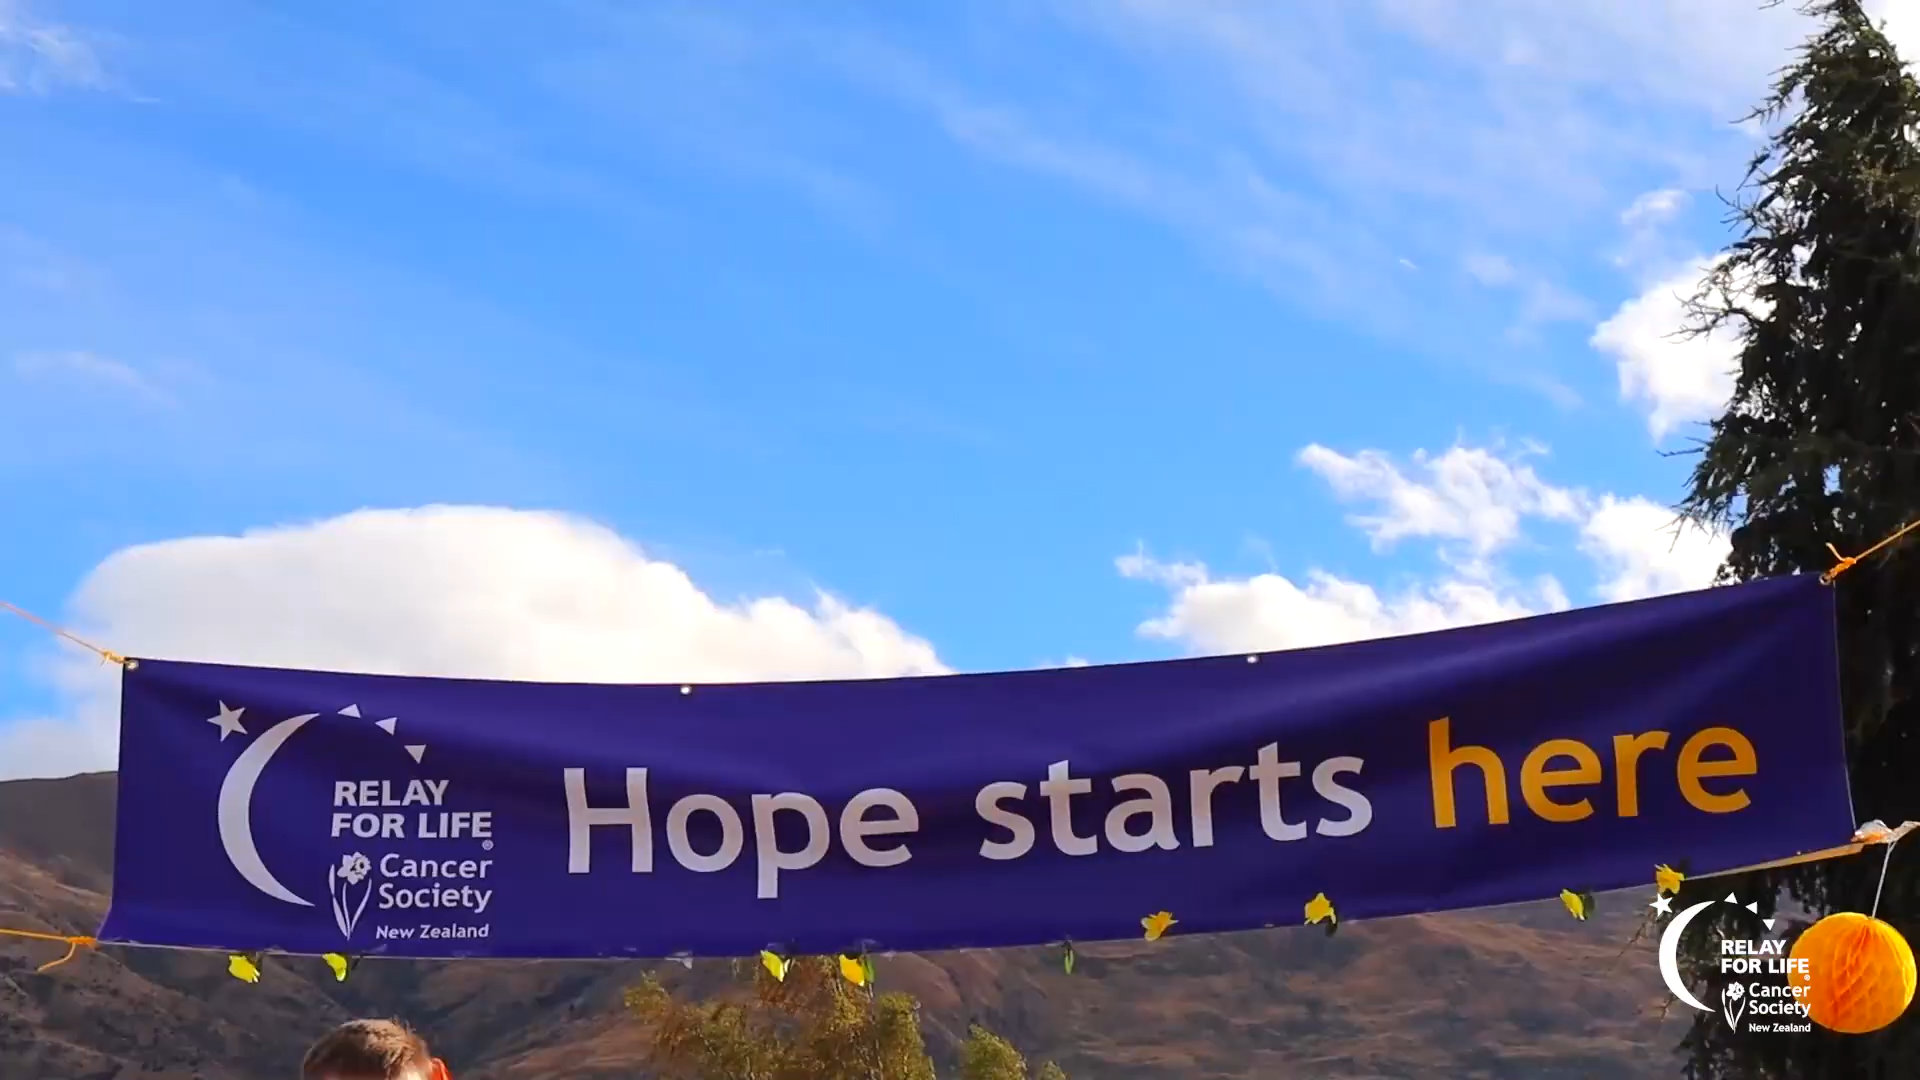 RELAY
FOR LIFE®
Cancer
Society
New Zealand
Hope starts here
RELAY
FOR LIFE®
Cancer
Society
New Zealand